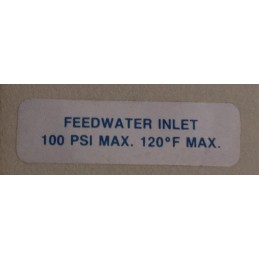 FEEDWATER INLET
100 PSI MAX. 120°F MAX.